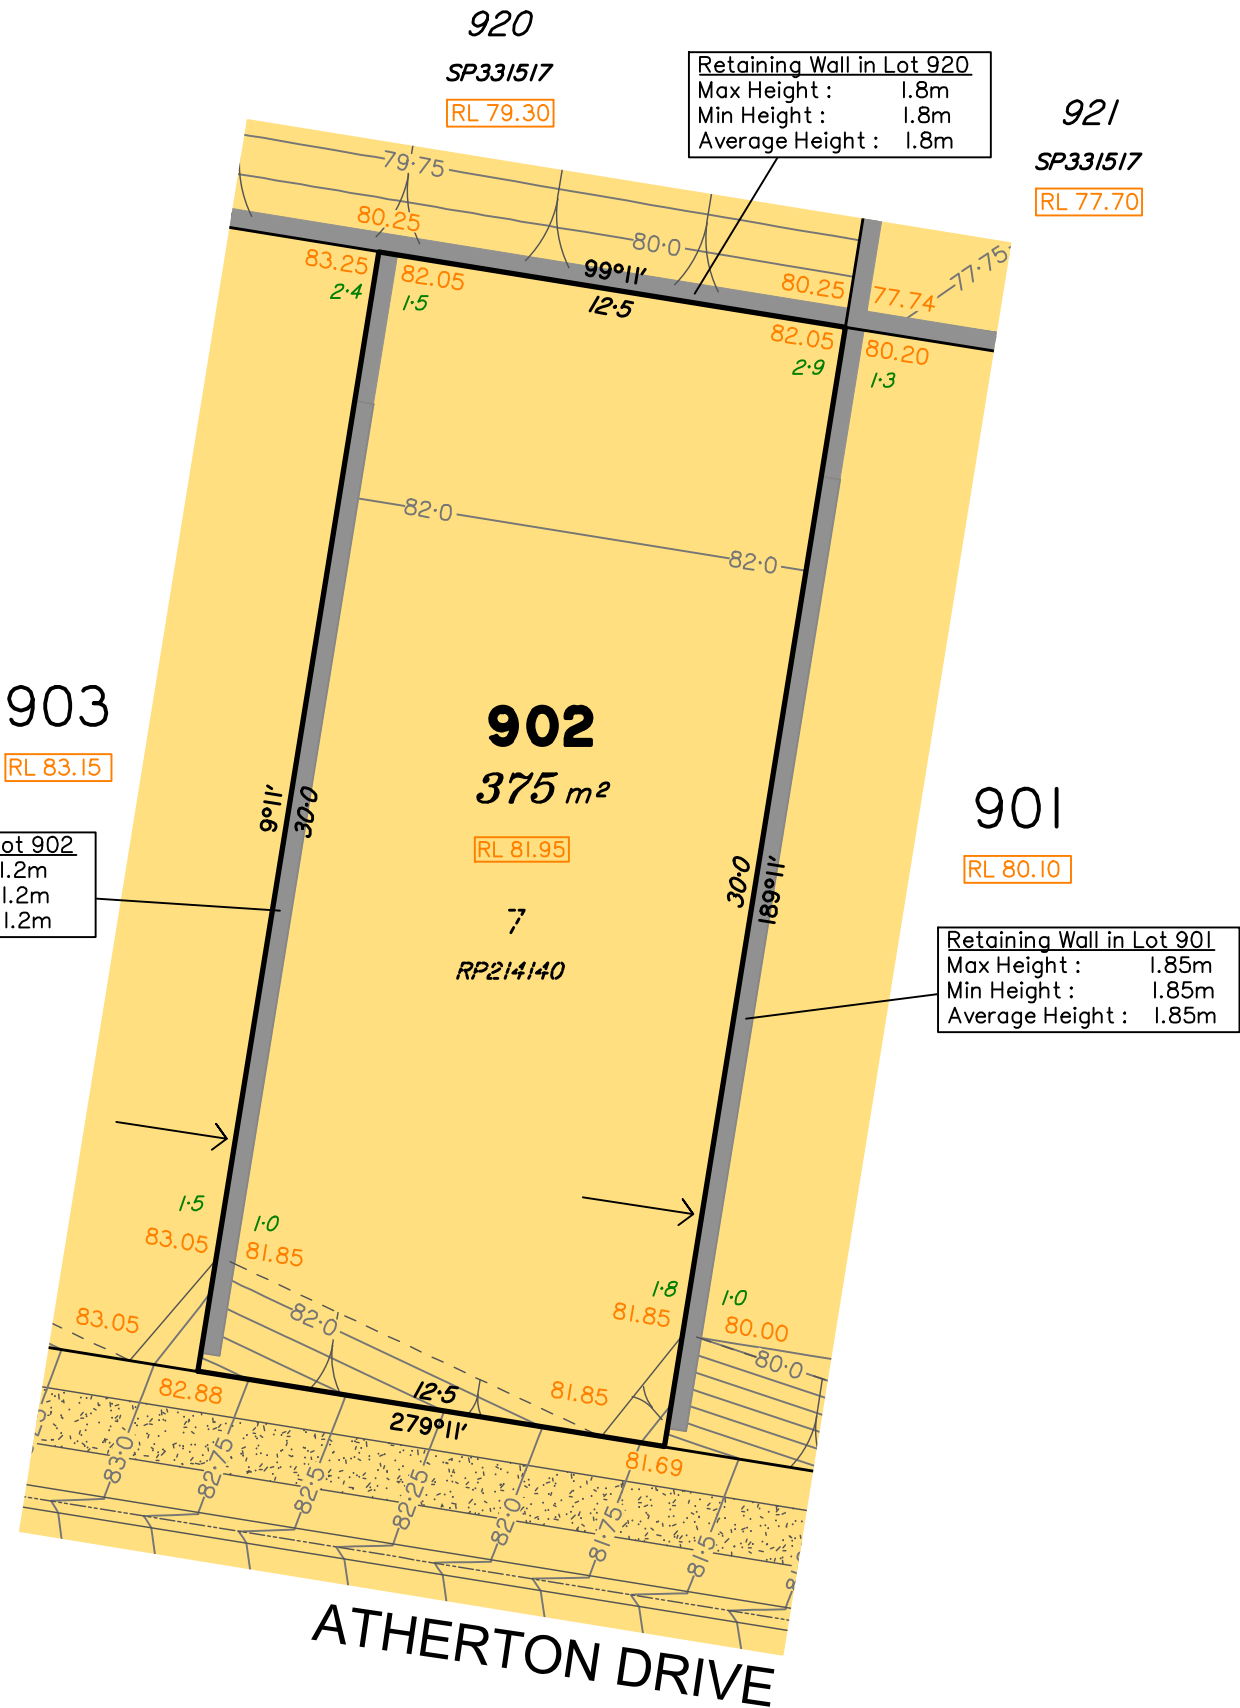 920
SP331517
RL 79.30
Retaining Wall in Lot 920
Max Height : 1.8m
Min Height : 1.8m
Average Height : 1.8m
921
SP331517
RL 77.70
79·75
80.25
80·0
77·75
83.25
82.05
99°11'
80.25
77.74
2·4
1·5
12·5
82.05
80.20
2·9
1·3
82·0
82·0
903
RL 83.15
902
375 m²
RL 81.95
7
RP214140
9°11'
30·0
901
RL 80.10
30·0
189°11'
ot 902
1.2m
1.2m
1.2m
Retaining Wall in Lot 901
Max Height : 1.85m
Min Height : 1.85m
Average Height : 1.85m
1·5
1·0
83.05
81.85
1·8
1·0
81.85
80.00
83.05
82·0
80·0
82.88
12·5
81.85
279°11'
81.69
83·0
82·75
82·5
82·25
82·0
81·75
81·5
ATHERTON DRIVE